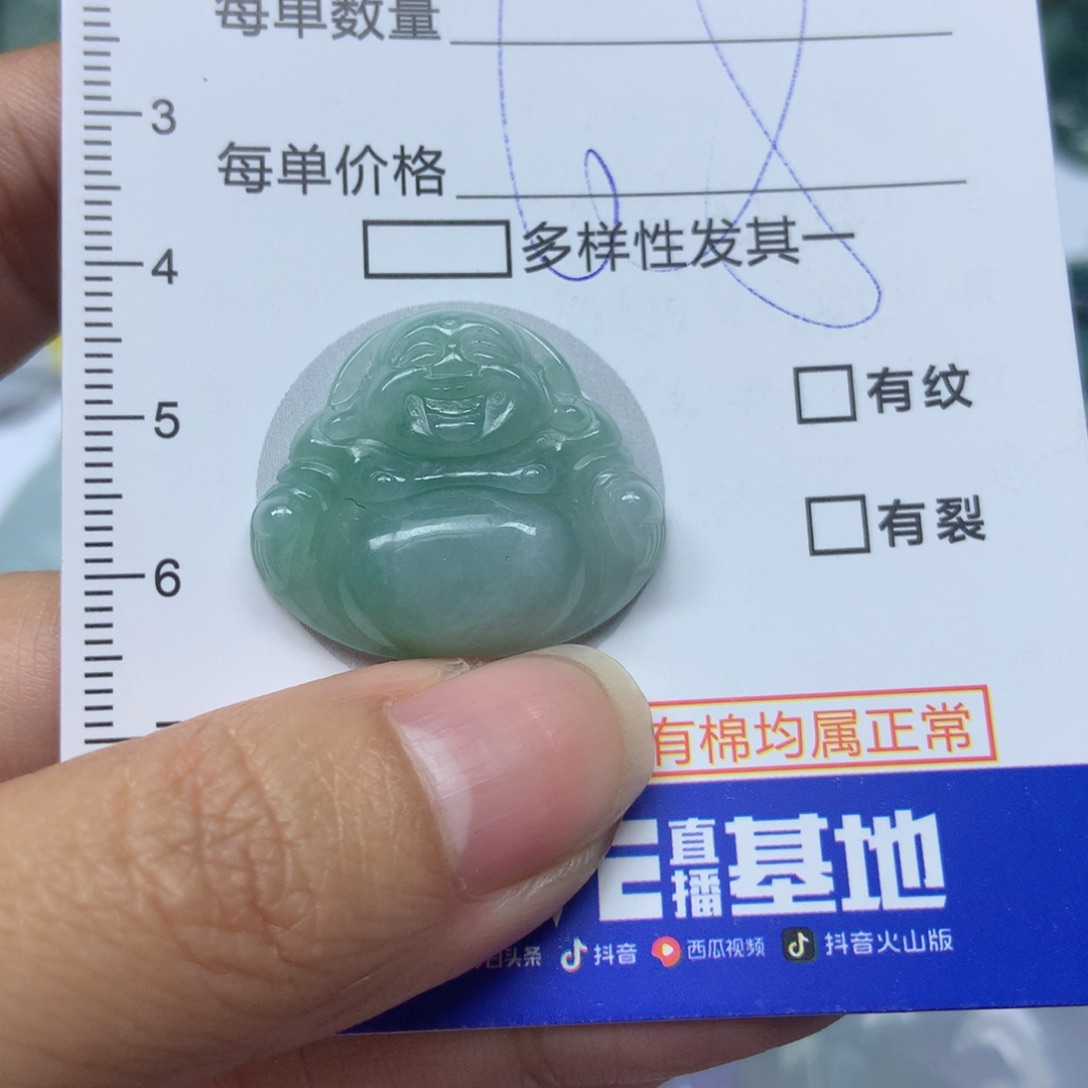 每单数量
3
每单价格
4
多样性发其一
5
有纹
有裂
6
有棉均属正常
直播基地
头条 抖音 西瓜视频 抖音火山版